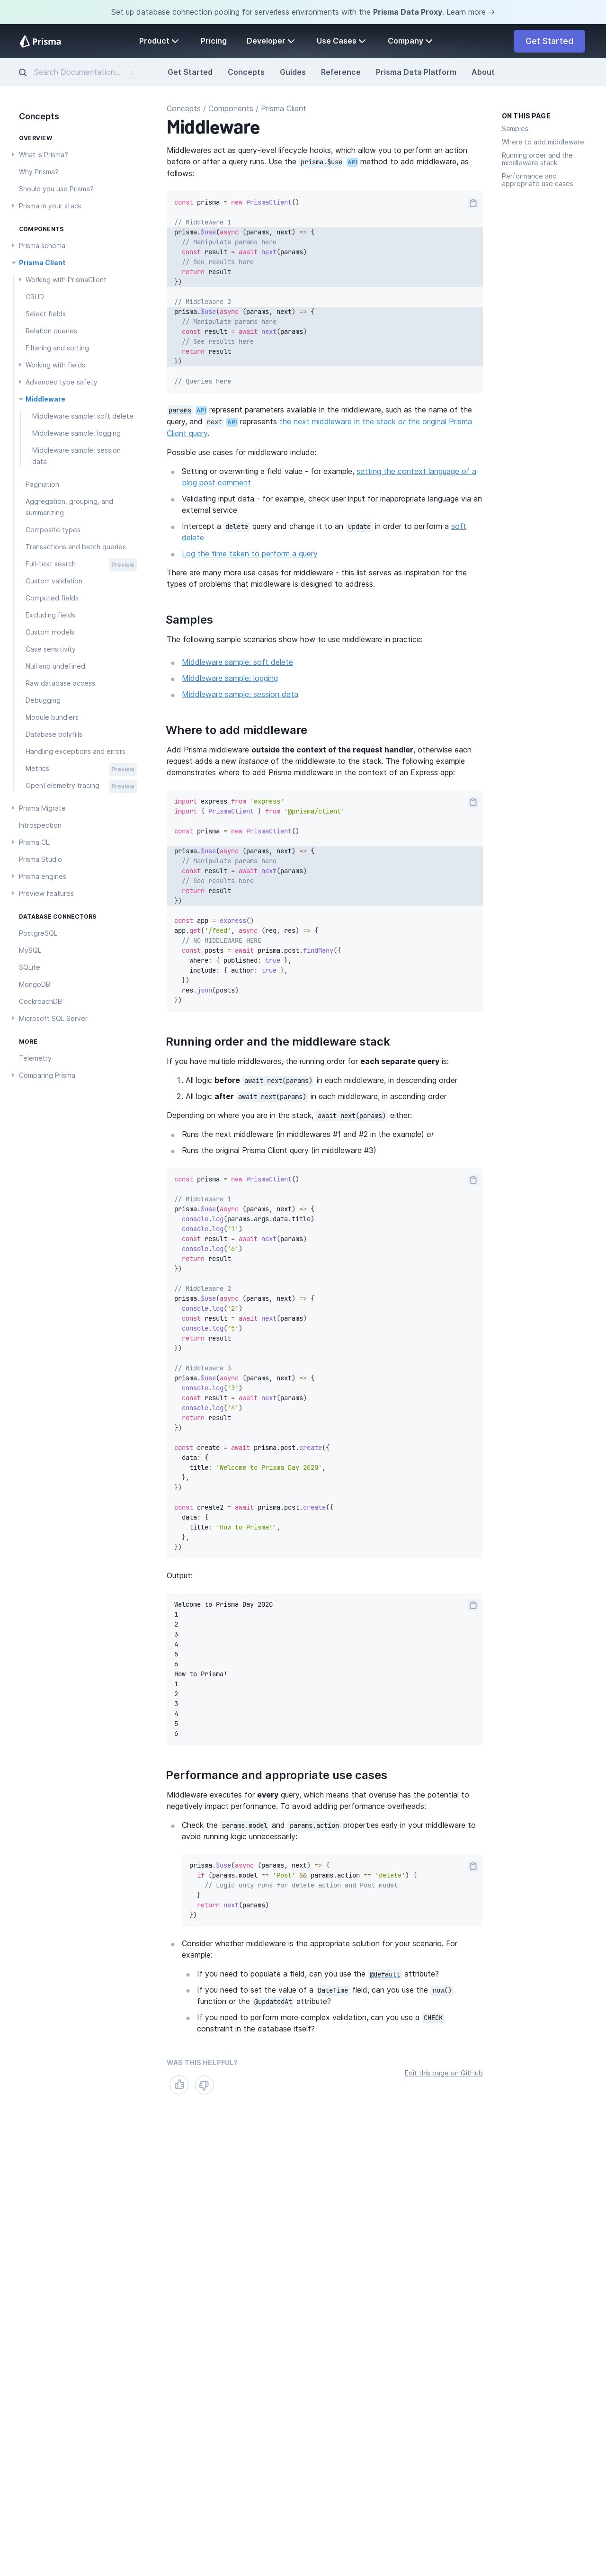 Set up database connection pooling for serverless environments with the Prisma Data Proxy. Learn more →
Prisma
Product
Pricing
Developer
Use Cases
Company
Get Started
Search Documentation...
/
Get Started
Concepts
Guides
Reference
Prisma Data Platform
About
Concepts
OVERVIEW
What is Prisma?
Why Prisma?
Should you use Prisma?
Prisma in your stack
COMPONENTS
Prisma schema
Prisma Client
Working with PrismaClient
CRUD
Select fields
Relation queries
Filtering and sorting
Working with fields
Advanced type safety
Middleware
Middleware sample: soft delete
Middleware sample: logging
Middleware sample: session
data
Pagination
Aggregation, grouping, and
summarizing
Composite types
Transactions and batch queries
Full-text search Preview
Custom validation
Computed fields
Excluding fields
Custom models
Case sensitivity
Null and undefined
Raw database access
Debugging
Module bundlers
Database polyfills
Handling exceptions and errors
Metrics Preview
OpenTelemetry tracing Preview
Prisma Migrate
Introspection
Prisma CLI
Prisma Studio
Prisma engines
Preview features
DATABASE CONNECTORS
PostgreSQL
MySQL
SQLite
MongoDB
CockroachDB
Microsoft SQL Server
MORE
Telemetry
Comparing Prisma
Concepts / Components / Prisma Client
Middleware
Middlewares act as query-level lifecycle hooks, which allow you to perform an action
before or after a query runs. Use the prisma.$use API method to add middleware, as
follows:
const prisma = new PrismaClient()
// Middleware 1
prisma.$use(async (params, next) => {
// Manipulate params here
const result = await next(params)
// See results here
return result
})
// Middleware 2
prisma.$use(async (params, next) => {
// Manipulate params here
const result = await next(params)
// See results here
return result
})
// Queries here
params API represent parameters available in the middleware, such as the name of the
query, and next API represents the next middleware in the stack or the original Prisma
Client query.
Possible use cases for middleware include:
Setting or overwriting a field value - for example, setting the context language of a
blog post comment
Validating input data - for example, check user input for inappropriate language via an
external service
Intercept a delete query and change it to an update in order to perform a soft
delete
Log the time taken to perform a query
There are many more use cases for middleware - this list serves as inspiration for the
types of problems that middleware is designed to address.
Samples
The following sample scenarios show how to use middleware in practice:
Middleware sample: soft delete
Middleware sample: logging
Middleware sample: session data
Where to add middleware
Add Prisma middleware outside the context of the request handler, otherwise each
request adds a new instance of the middleware to the stack. The following example
demonstrates where to add Prisma middleware in the context of an Express app:
import express from 'express'
import { PrismaClient } from '@prisma/client'
const prisma = new PrismaClient()
prisma.$use(async (params, next) => {
// Manipulate params here
const result = await next(params)
// See results here
return result
})
const app = express()
app.get('/feed', async (req, res) => {
// NO MIDDLEWARE HERE
const posts = await prisma.post.findMany({
where: { published: true },
include: { author: true },
})
res.json(posts)
})
Running order and the middleware stack
If you have multiple middlewares, the running order for each separate query is:
1. All logic before await next(params) in each middleware, in descending order
2. All logic after await next(params) in each middleware, in ascending order
Depending on where you are in the stack, await next(params) either:
Runs the next middleware (in middlewares #1 and #2 in the example) or
Runs the original Prisma Client query (in middleware #3)
const prisma = new PrismaClient()
// Middleware 1
prisma.$use(async (params, next) => {
console.log(params.args.data.title)
console.log('1')
const result = await next(params)
console.log('6')
return result
})
// Middleware 2
prisma.$use(async (params, next) => {
console.log('2')
const result = await next(params)
console.log('5')
return result
})
// Middleware 3
prisma.$use(async (params, next) => {
console.log('3')
const result = await next(params)
console.log('4')
return result
})
const create = await prisma.post.create({
data: {
title: 'Welcome to Prisma Day 2020',
},
})
const create2 = await prisma.post.create({
data: {
title: 'How to Prisma!',
},
})
Output:
Welcome to Prisma Day 2020
1
2
3
4
5
6
How to Prisma!
1
2
3
4
5
6
Performance and appropriate use cases
Middleware executes for every query, which means that overuse has the potential to
negatively impact performance. To avoid adding performance overheads:
Check the params.model and params.action properties early in your middleware to
avoid running logic unnecessarily:
prisma.$use(async (params, next) => {
if (params.model == 'Post' && params.action == 'delete') {
// Logic only runs for delete action and Post model
}
return next(params)
})
Consider whether middleware is the appropriate solution for your scenario. For
example:
If you need to populate a field, can you use the @default attribute?
If you need to set the value of a DateTime field, can you use the now()
function or the @updatedAt attribute?
If you need to perform more complex validation, can you use a CHECK
constraint in the database itself?
WAS THIS HELPFUL?
Edit this page on GitHub
ON THIS PAGE
Samples
Where to add middleware
Running order and the
middleware stack
Performance and
appropriate use cases